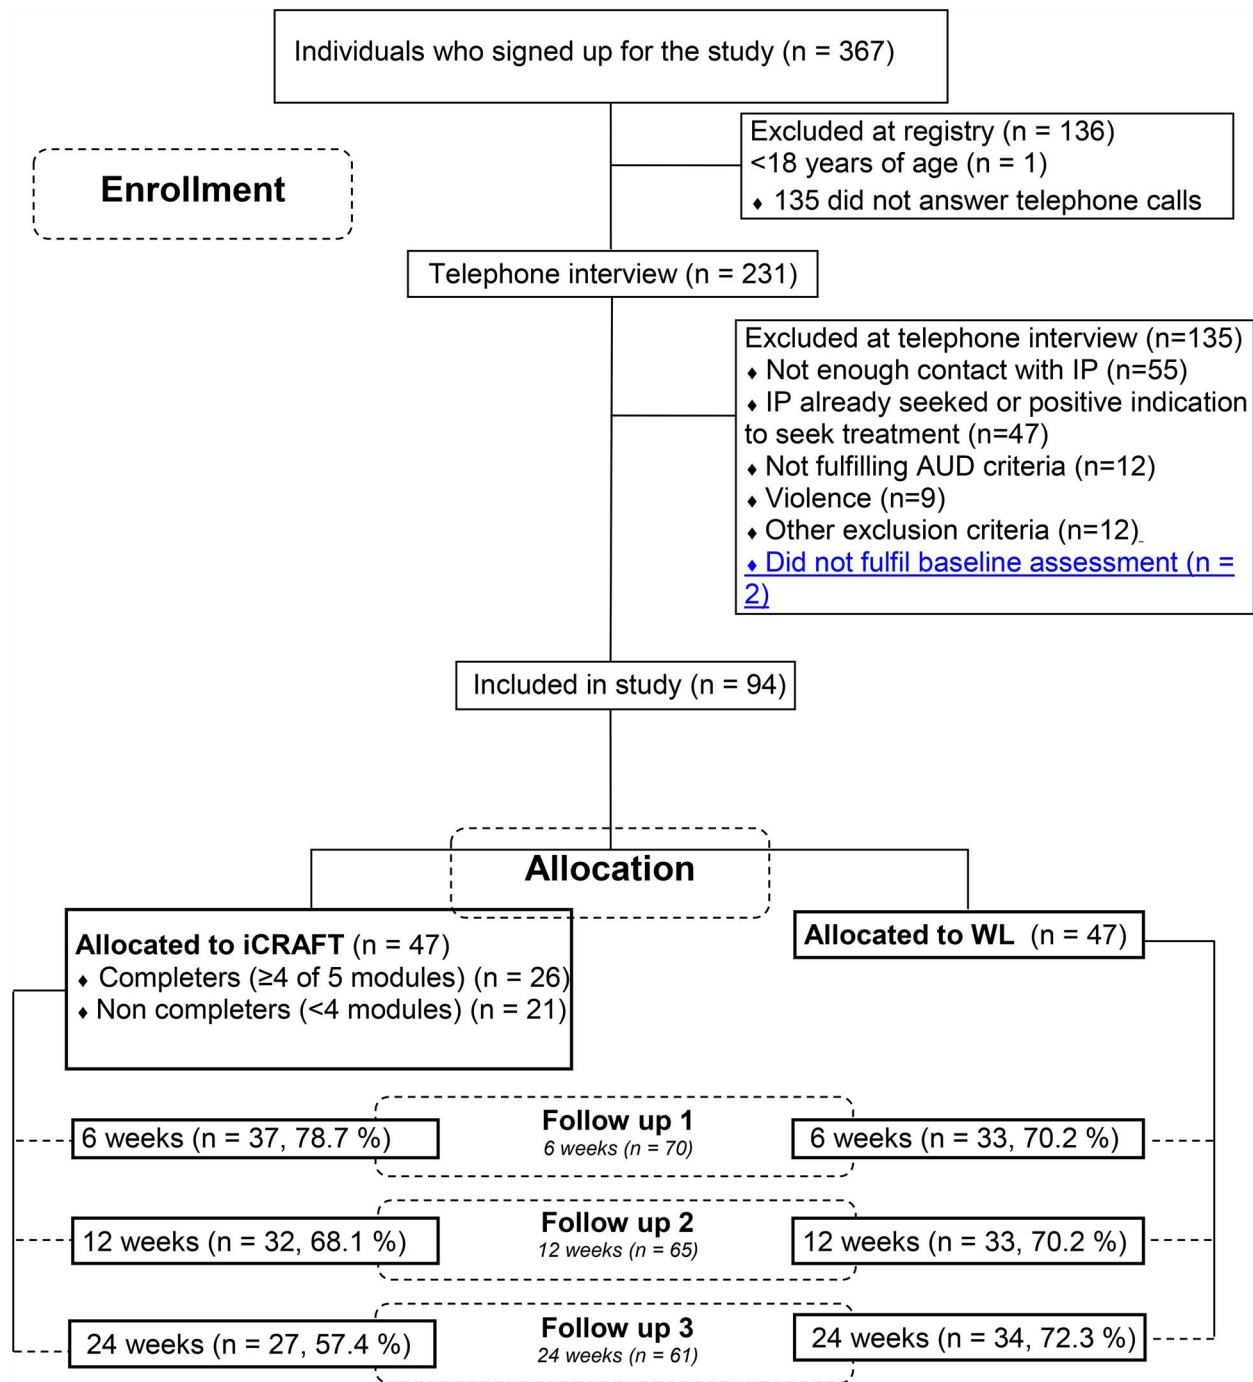 Individuals who signed up for the study (n = 367)
Excluded at registry (n = 136)
<18 years of age (n = 1)
♦ 135 did not answer telephone calls
Enrollment
Telephone interview (n = 231)
Excluded at telephone interview (n=135)
♦ Not enough contact with IP (n=55)
♦ IP already seeked or positive indication
to seek treatment (n=47)
♦ Not fulfilling AUD criteria (n=12)
♦ Violence (n=9)
♦ Other exclusion criteria (n=12)
♦ Did not fulfil baseline assessment (n =
2)
Included in study (n = 94)
Allocation
Allocated to iCRAFT (n = 47)
♦ Completers (≥4 of 5 modules) (n = 26)
♦ Non completers (<4 modules) (n = 21)
Allocated to WL (n = 47)
Follow up 1
6 weeks (n = 70)
6 weeks (n = 37, 78.7 %)
6 weeks (n = 33, 70.2 %)
Follow up 2
12 weeks (n = 65)
12 weeks (n = 32, 68.1 %)
12 weeks (n = 33, 70.2 %)
Follow up 3
24 weeks (n = 61)
24 weeks (n = 27, 57.4 %)
24 weeks (n = 34, 72.3 %)